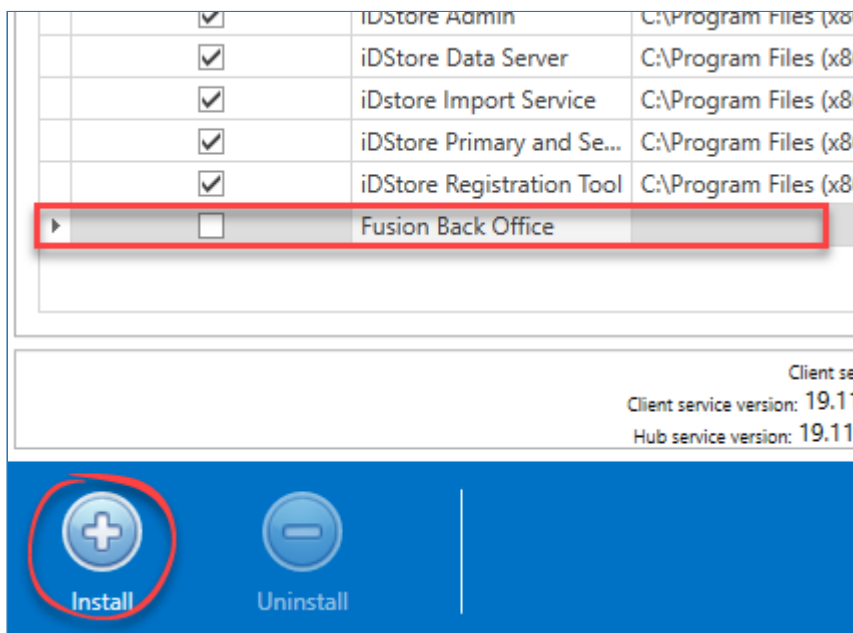 iDStore Admin C:\Program Files (x8
iDStore Data Server C:\Program Files (x8
iDstore Import Service C:\Program Files (x8
iDStore Primary and Se... C:\Program Files (x8
iDStore Registration Tool C:\Program Files (x8
Fusion Back Office
Client se
Client service version: 19.11
Hub service version: 19.11
Install Uninstall